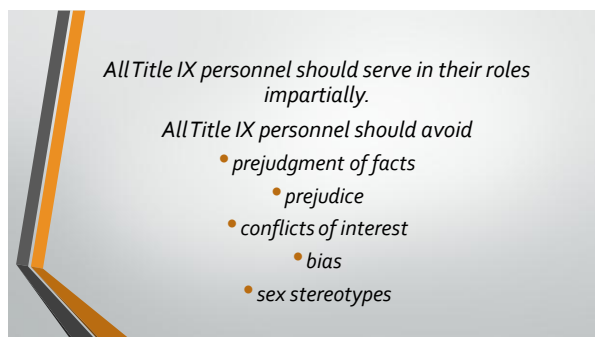 All Title IX personnel should serve in their roles
impartially.
All Title IX personnel should avoid
• prejudgment of facts
• prejudice
• conflicts of interest
• bias
• sex stereotypes